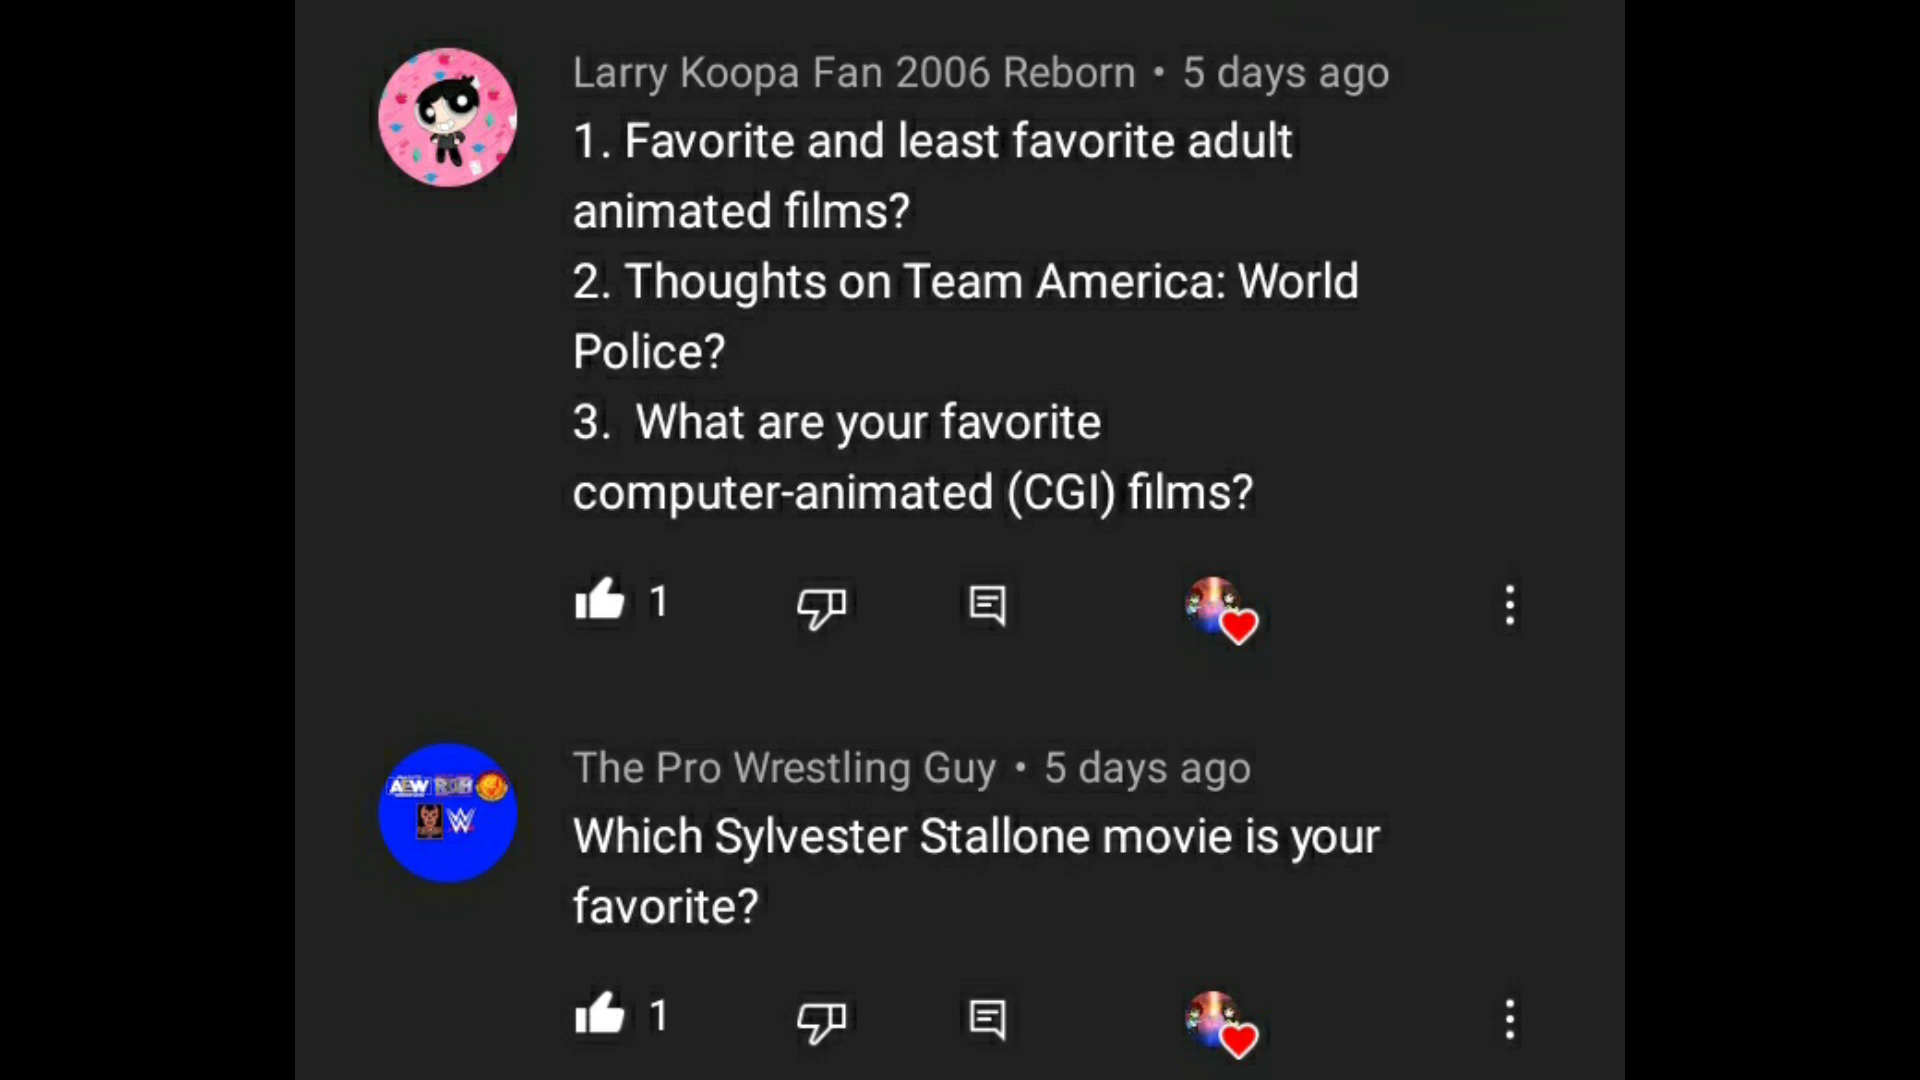 Larry Koopa Fan 2006 Reborn • 5 days ago
1. Favorite and least favorite adult
animated films?
2. Thoughts on Team America: World
Police?
3.  What are your favorite
computer-animated (CGI) films?
1
The Pro Wrestling Guy • 5 days ago
AEW ROH
W
Which Sylvester Stallone movie is your
favorite?
1